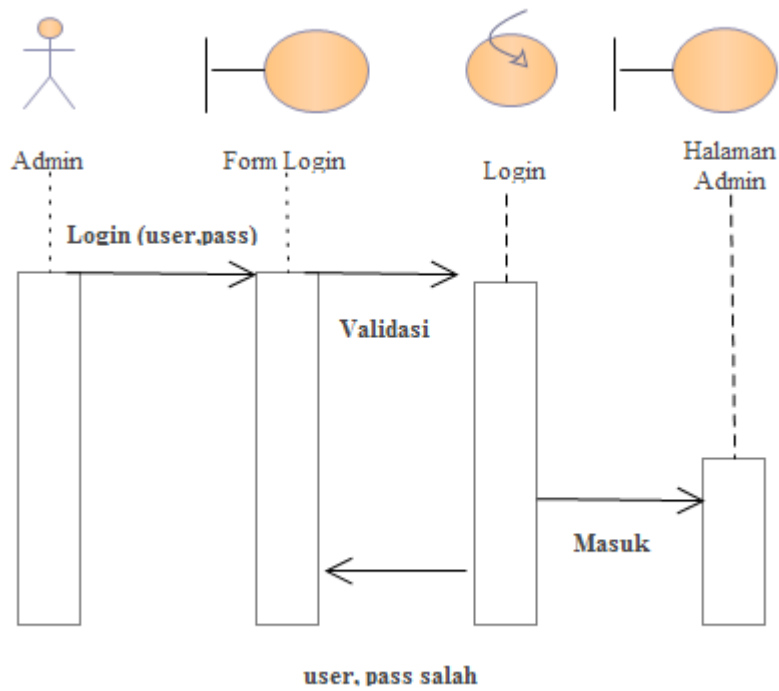 Admin
Form Login
Login
Halaman
Admin
Login (user,pass)
Validasi
Masuk
user, pass salah